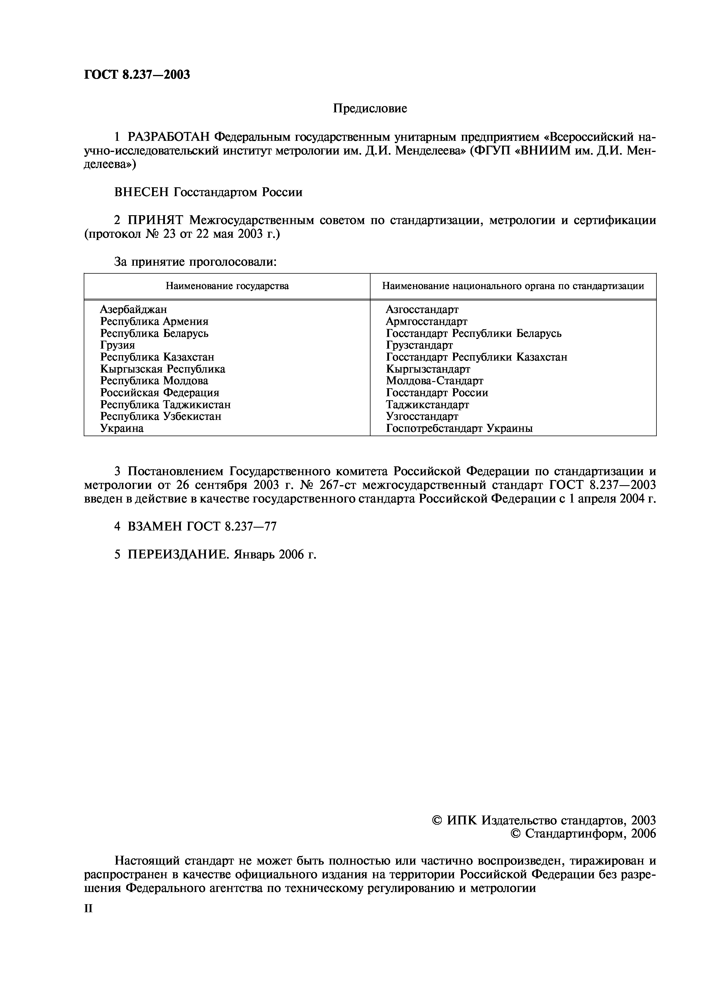 ГОСТ 8.237—2003
Предисловие
1 РАЗРАБОТАН Федеральным государственным унитарным предприятием «Всероссийский на-
учно-исследовательский институт метрологии им. Д.И. Менделеева» (ФГУП «ВНИИМ им. Д.И. Мен-
делеева»)
ВНЕСЕН Госстандартом России
2 ПРИНЯТ Межгосударственным советом по стандартизации, метрологии и сертификации
(протокол № 23 от 22 мая 2003 г.)
За принятие проголосовали:
Наименование государства Наименование национального органа по стандартизации
Азербайджан Азгосстандарт
Республика Армения Армгосстандарт
Республика Беларусь Госстандарт Республики Беларусь
Грузия Грузстандарт
Республика Казахстан Госстандарт Республики Казахстан
Кыргызская Республика Кыргызстандарт
Республика Молдова Молдова-Стандарт
Российская Федерация Госстандарт России
Республика Таджикистан Таджикстандарт
Республика Узбекистан Узгосстандарт
Украина Госпотребстандарт Украины
3 Постановлением Государственного комитета Российской Федерации по стандартизации и
метрологии от 26 сентября 2003 г. № 267-ст межгосударственный стандарт ГОСТ 8.237—2003
введен в действие в качестве государственного стандарта Российской Федерации с 1 апреля 2004 г.
4 ВЗАМЕН ГОСТ 8.237—77
5 ПЕРЕИЗДАНИЕ. Январь 2006 г.
© ИПК Издательство стандартов, 2003
© Стандартинформ, 2006
Настоящий стандарт не может быть полностью или частично воспроизведен, тиражирован и
распространен в качестве официального издания на территории Российской Федерации без разре-
шения Федерального агентства по техническому регулированию и метрологии
II